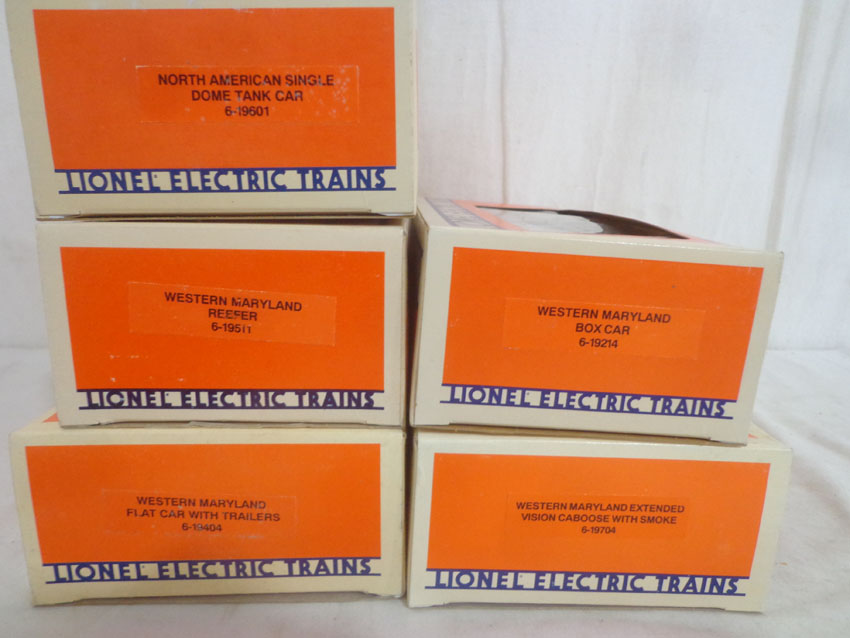 NORTH AMERICAN SINGLE
DOME TANK CAR
6-19601
LIONEL ELECTRIC TRAINS
WESTERN MARYLAND
REEFER
6-19511
LIONEL ELECTRIC TRAINS
WESTERN MARYLAND
BOX CAR
6-19214
LIONEL ELECTRIC TRAINS
WESTERN MARYLAND
FLAT CAR WITH TRAILERS
6-19404
LIONEL ELECTRIC TRAINS
WESTERN MARYLAND EXTENDED
VISION CABOOSE WITH SMOKE
6-19704
LIONEL ELECTRIC TRAINS